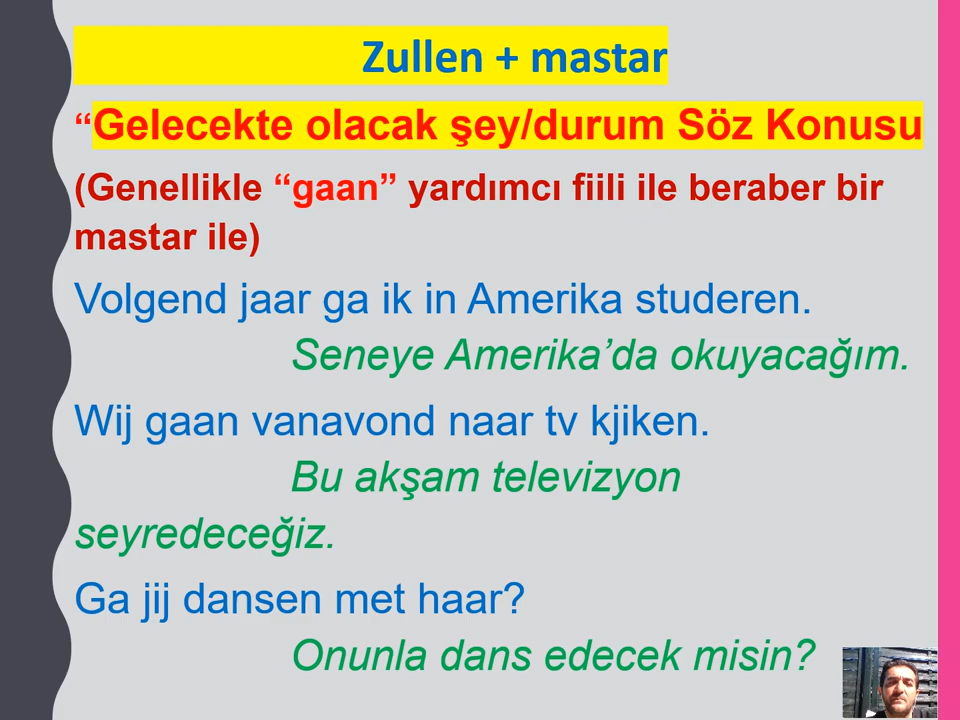 Zullen + mastar
“Gelecekte olacak şey/durum Söz Konusu
(Genellikle “gaan” yardımcı fiili ile beraber bir
mastar ile)
Volgend jaar ga ik in Amerika studeren.
Seneye Amerika’da okuyacağım.
Wij gaan vanavond naar tv kjiken.
Bu akşam televizyon
seyredeceğiz.
Ga jij dansen met haar?
Onunla dans edecek misin?